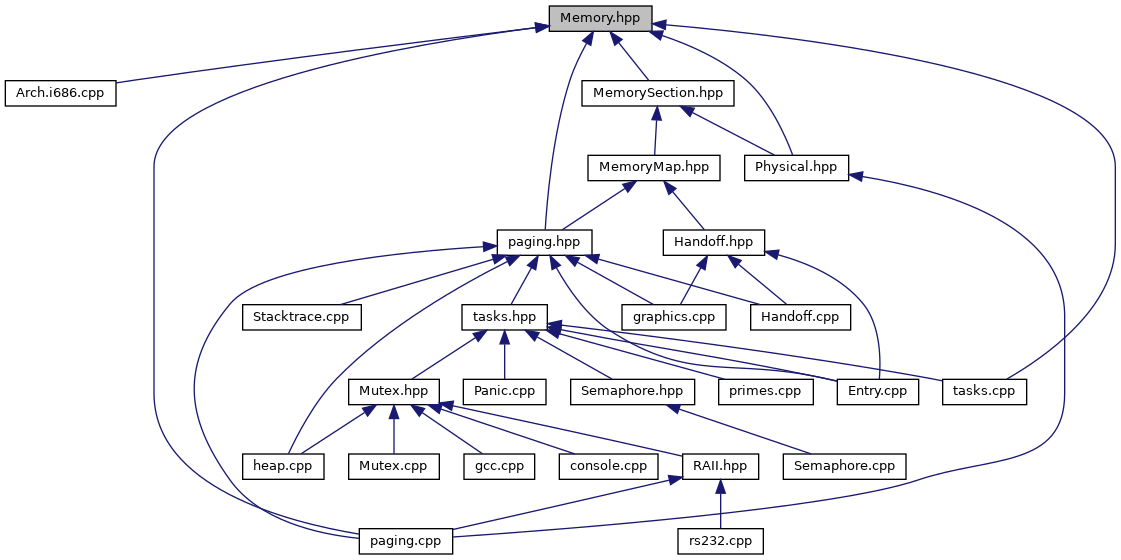 Memory.hpp
Arch.i686.cpp
MemorySection.hpp
MemoryMap.hpp
Physical.hpp
paging.hpp
Handoff.hpp
Stacktrace.cpp
tasks.hpp
graphics.cpp
Handoff.cpp
Mutex.hpp
Panic.cpp
Semaphore.hpp
primes.cpp
Entry.cpp
tasks.cpp
heap.cpp
Mutex.cpp
gcc.cpp
console.cpp
RAII.hpp
Semaphore.cpp
paging.cpp
rs232.cpp